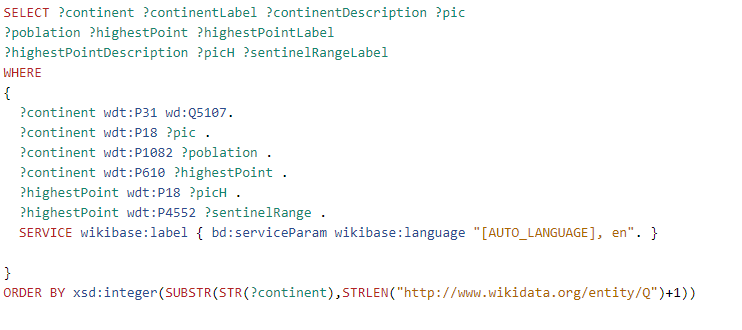 SELECT ?continent ?continentLabel ?continentDescription ?pic
?poblation ?highestPoint ?highestPointLabel
?highestPointDescription ?picH ?sentinelRangeLabel
WHERE
{
  ?continent wdt:P31 wd:Q5107.
  ?continent wdt:P18 ?pic .
  ?continent wdt:P1082 ?poblation .
  ?continent wdt:P610 ?highestPoint .
  ?highestPoint wdt:P18 ?picH .
  ?highestPoint wdt:P4552 ?sentinelRange .
  SERVICE wikibase:label { bd:serviceParam wikibase:language "[AUTO_LANGUAGE], en". }

}
ORDER BY xsd:integer(SUBSTR(STR(?continent),STRLEN("http://www.wikidata.org/entity/Q")+1))